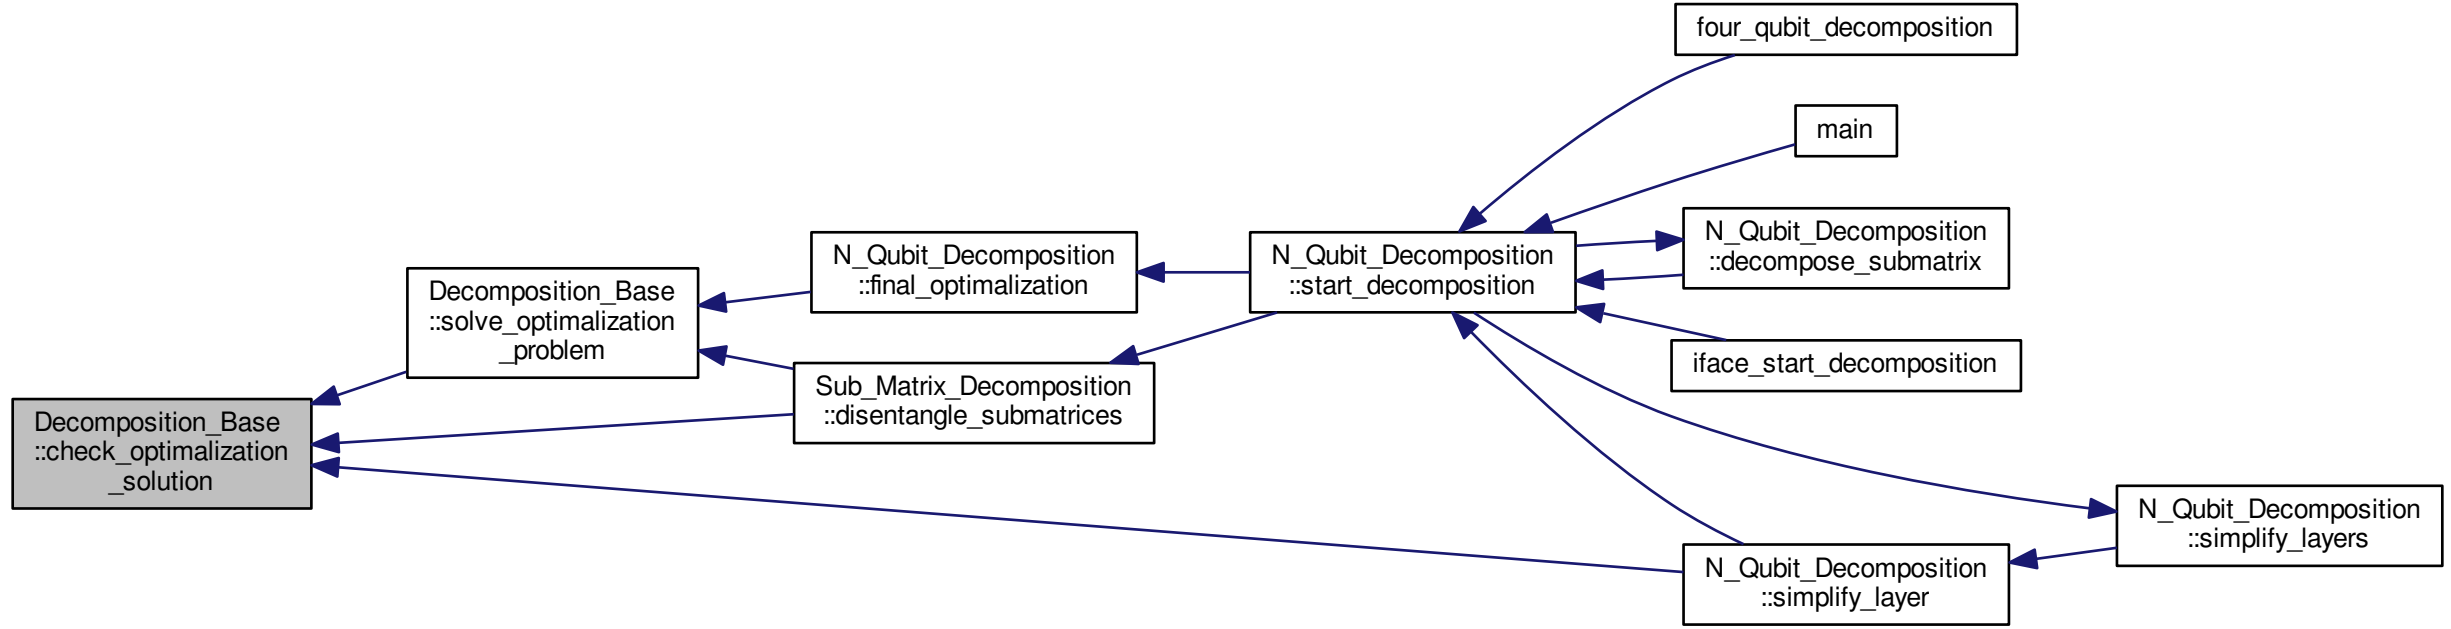 four_qubit_decomposition
main
N_Qubit_Decomposition
::decompose_submatrix
N_Qubit_Decomposition
::final_optimalization
N_Qubit_Decomposition
::start_decomposition
Decomposition_Base
::solve_optimalization
_problem
iface_start_decomposition
Sub_Matrix_Decomposition
::disentangle_submatrices
Decomposition_Base
::check_optimalization
_solution
N_Qubit_Decomposition
::simplify_layers
N_Qubit_Decomposition
::simplify_layer